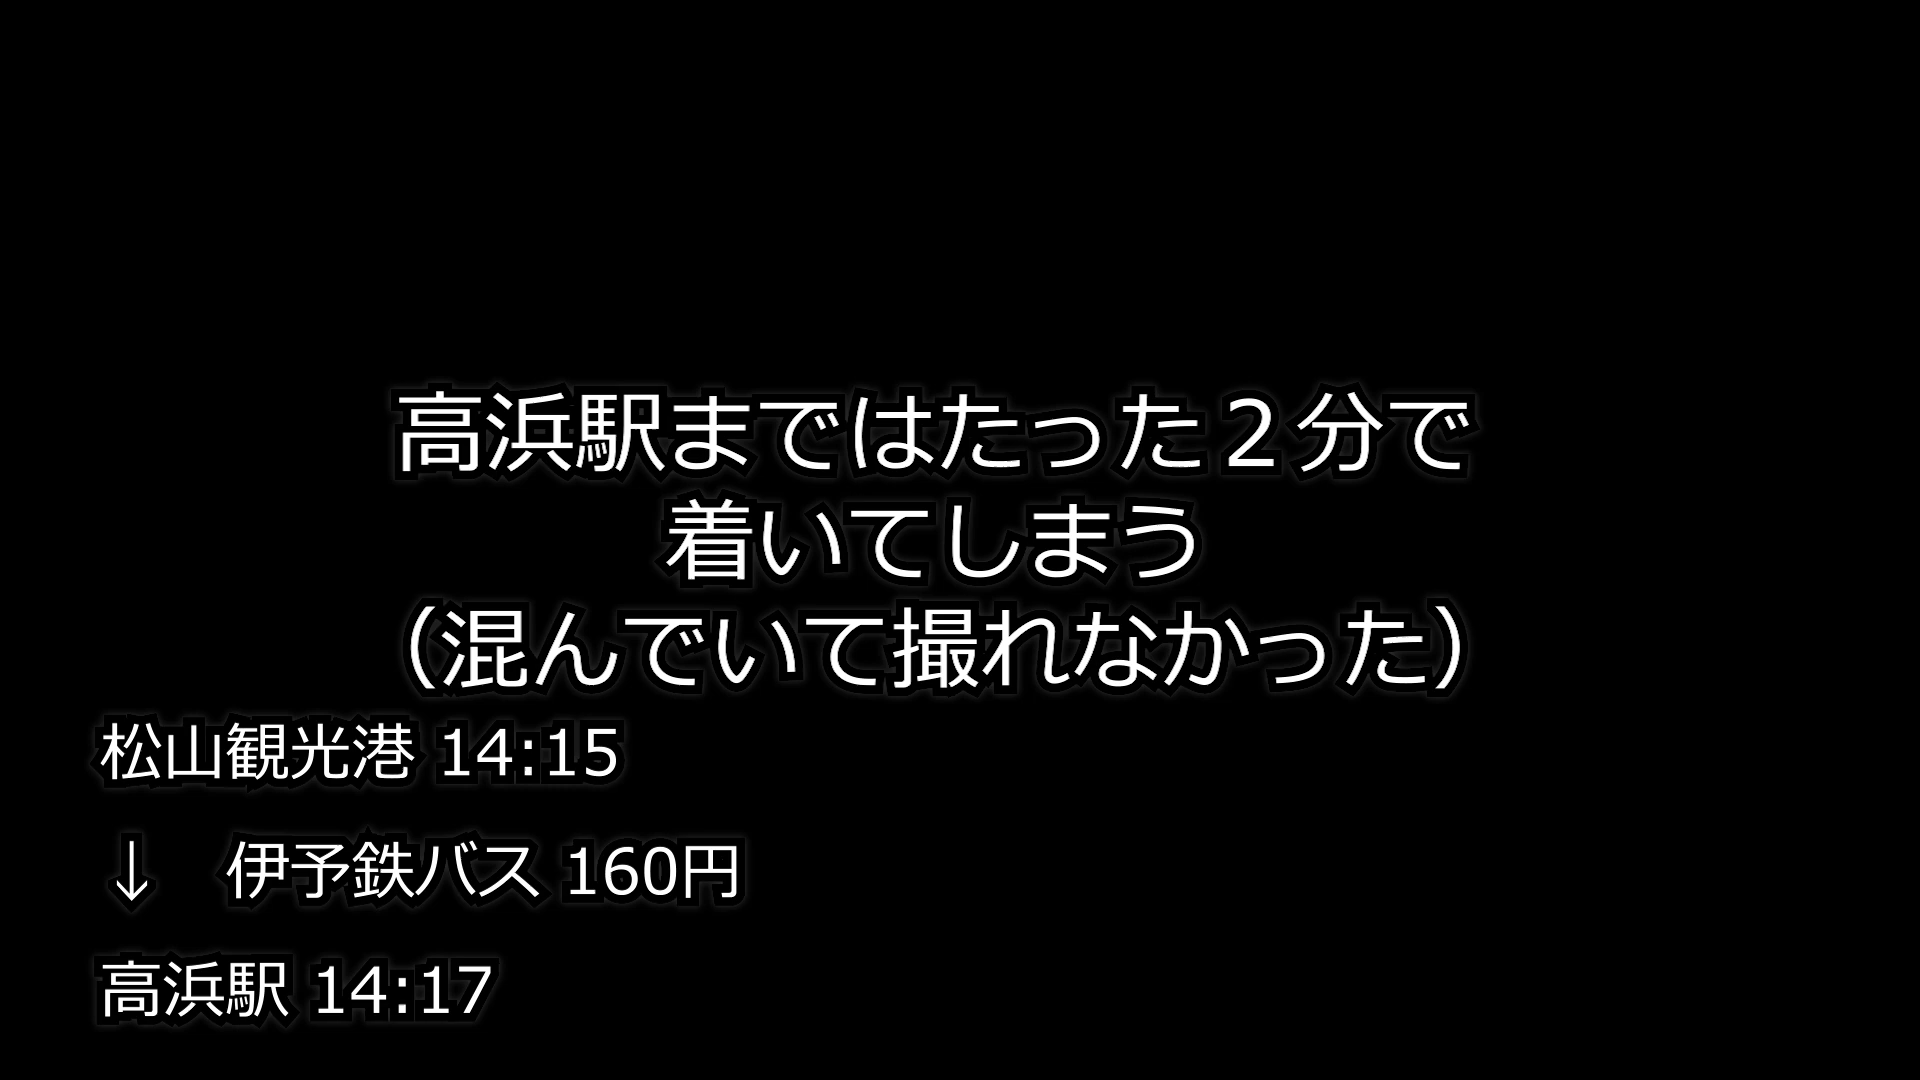 高浜駅まではたった２分で
着いてしまう
（混んでいて撮れなかった）
松山観光港 14:15
↓　伊予鉄バス 160円
高浜駅 14:17